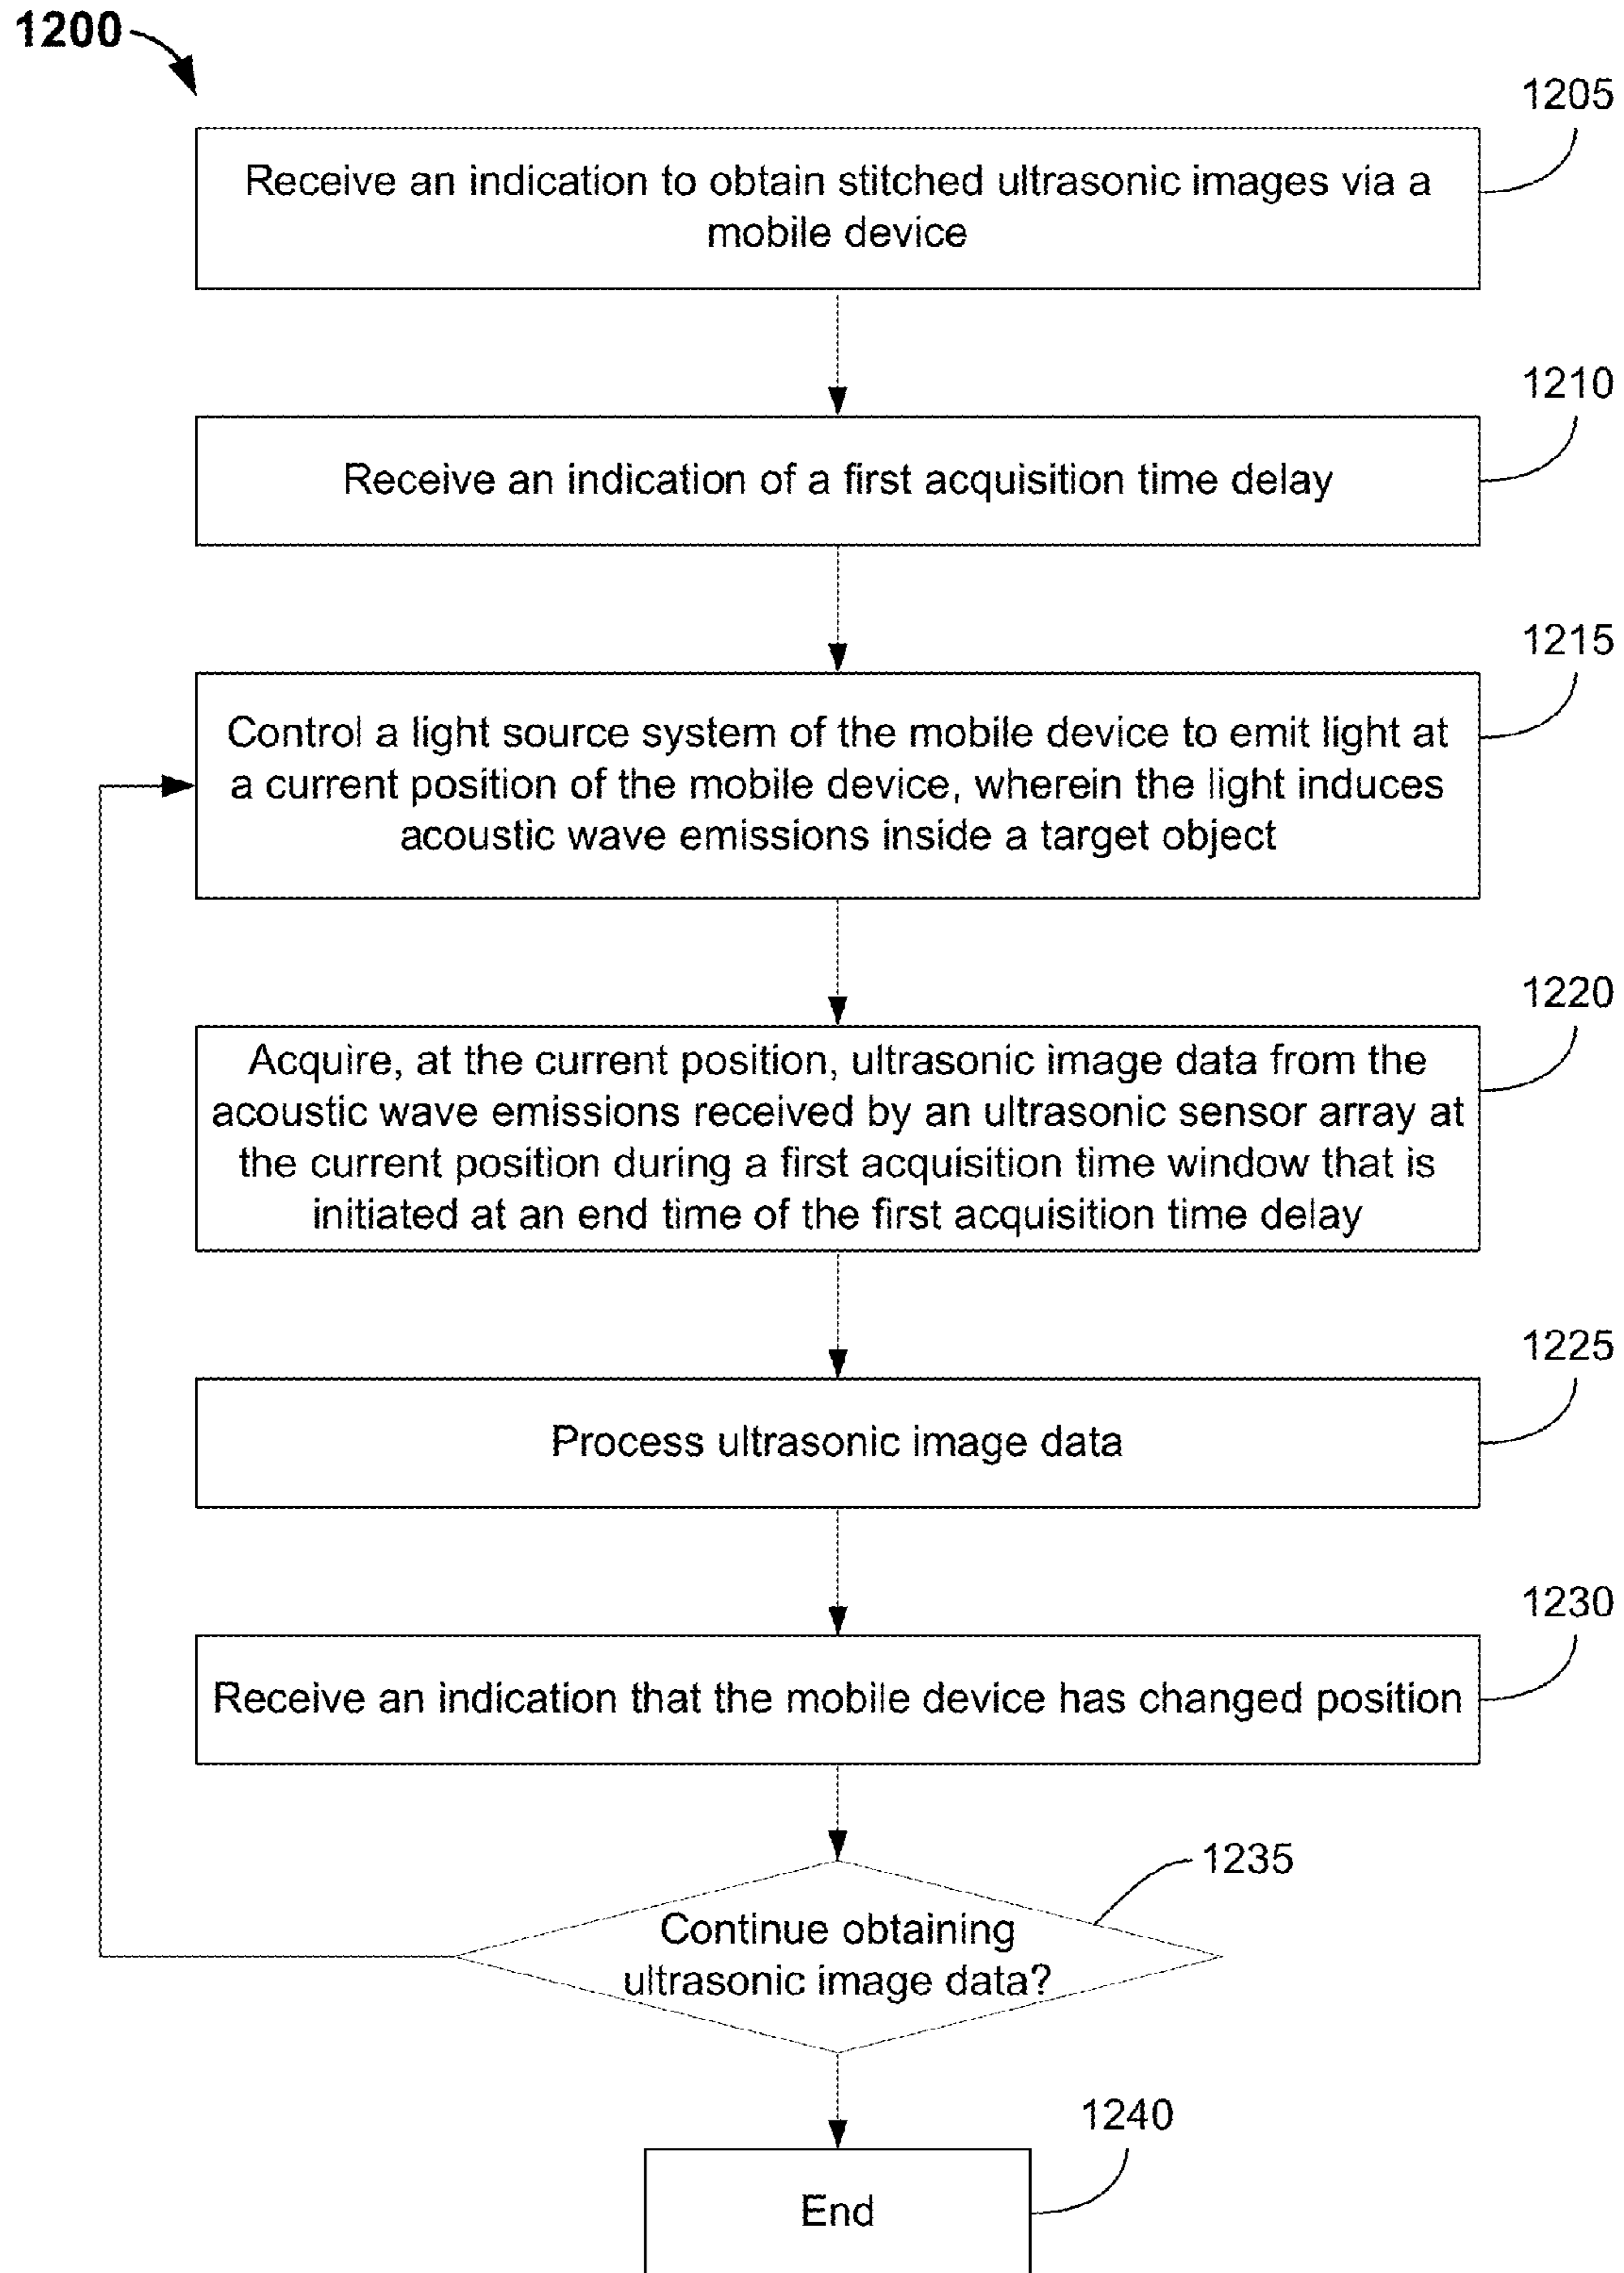 1200
1205
Receive an indication to obtain stitched ultrasonic images via a
mobile device
1210
Receive an indication of a first acquisition time delay
1215
Control a light source system of the mobile device to emit light at
a current position of the mobile device, wherein the light induces
acoustic wave emissions inside a target object
1220
Acquire, at the current position, ultrasonic image data from the
acoustic wave emissions received by an ultrasonic sensor array at
the current position during a first acquisition time window that is
initiated at an end time of the first acquisition time delay
1225
Process ultrasonic image data
1230
Receive an indication that the mobile device has changed position
1235
Continue obtaining
ultrasonic image data?
1240
End